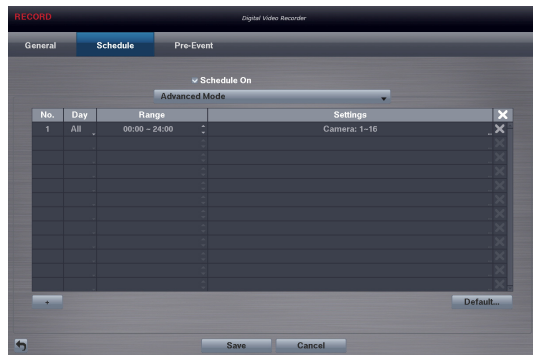 RECORD
Digital Video Recorder
General Schedule Pre-Event
Schedule On
Advanced Mode
No. Day Range Settings
1 All 00:00 ~ 24:00 Camera: 1~16
+ Default...
Save Cancel